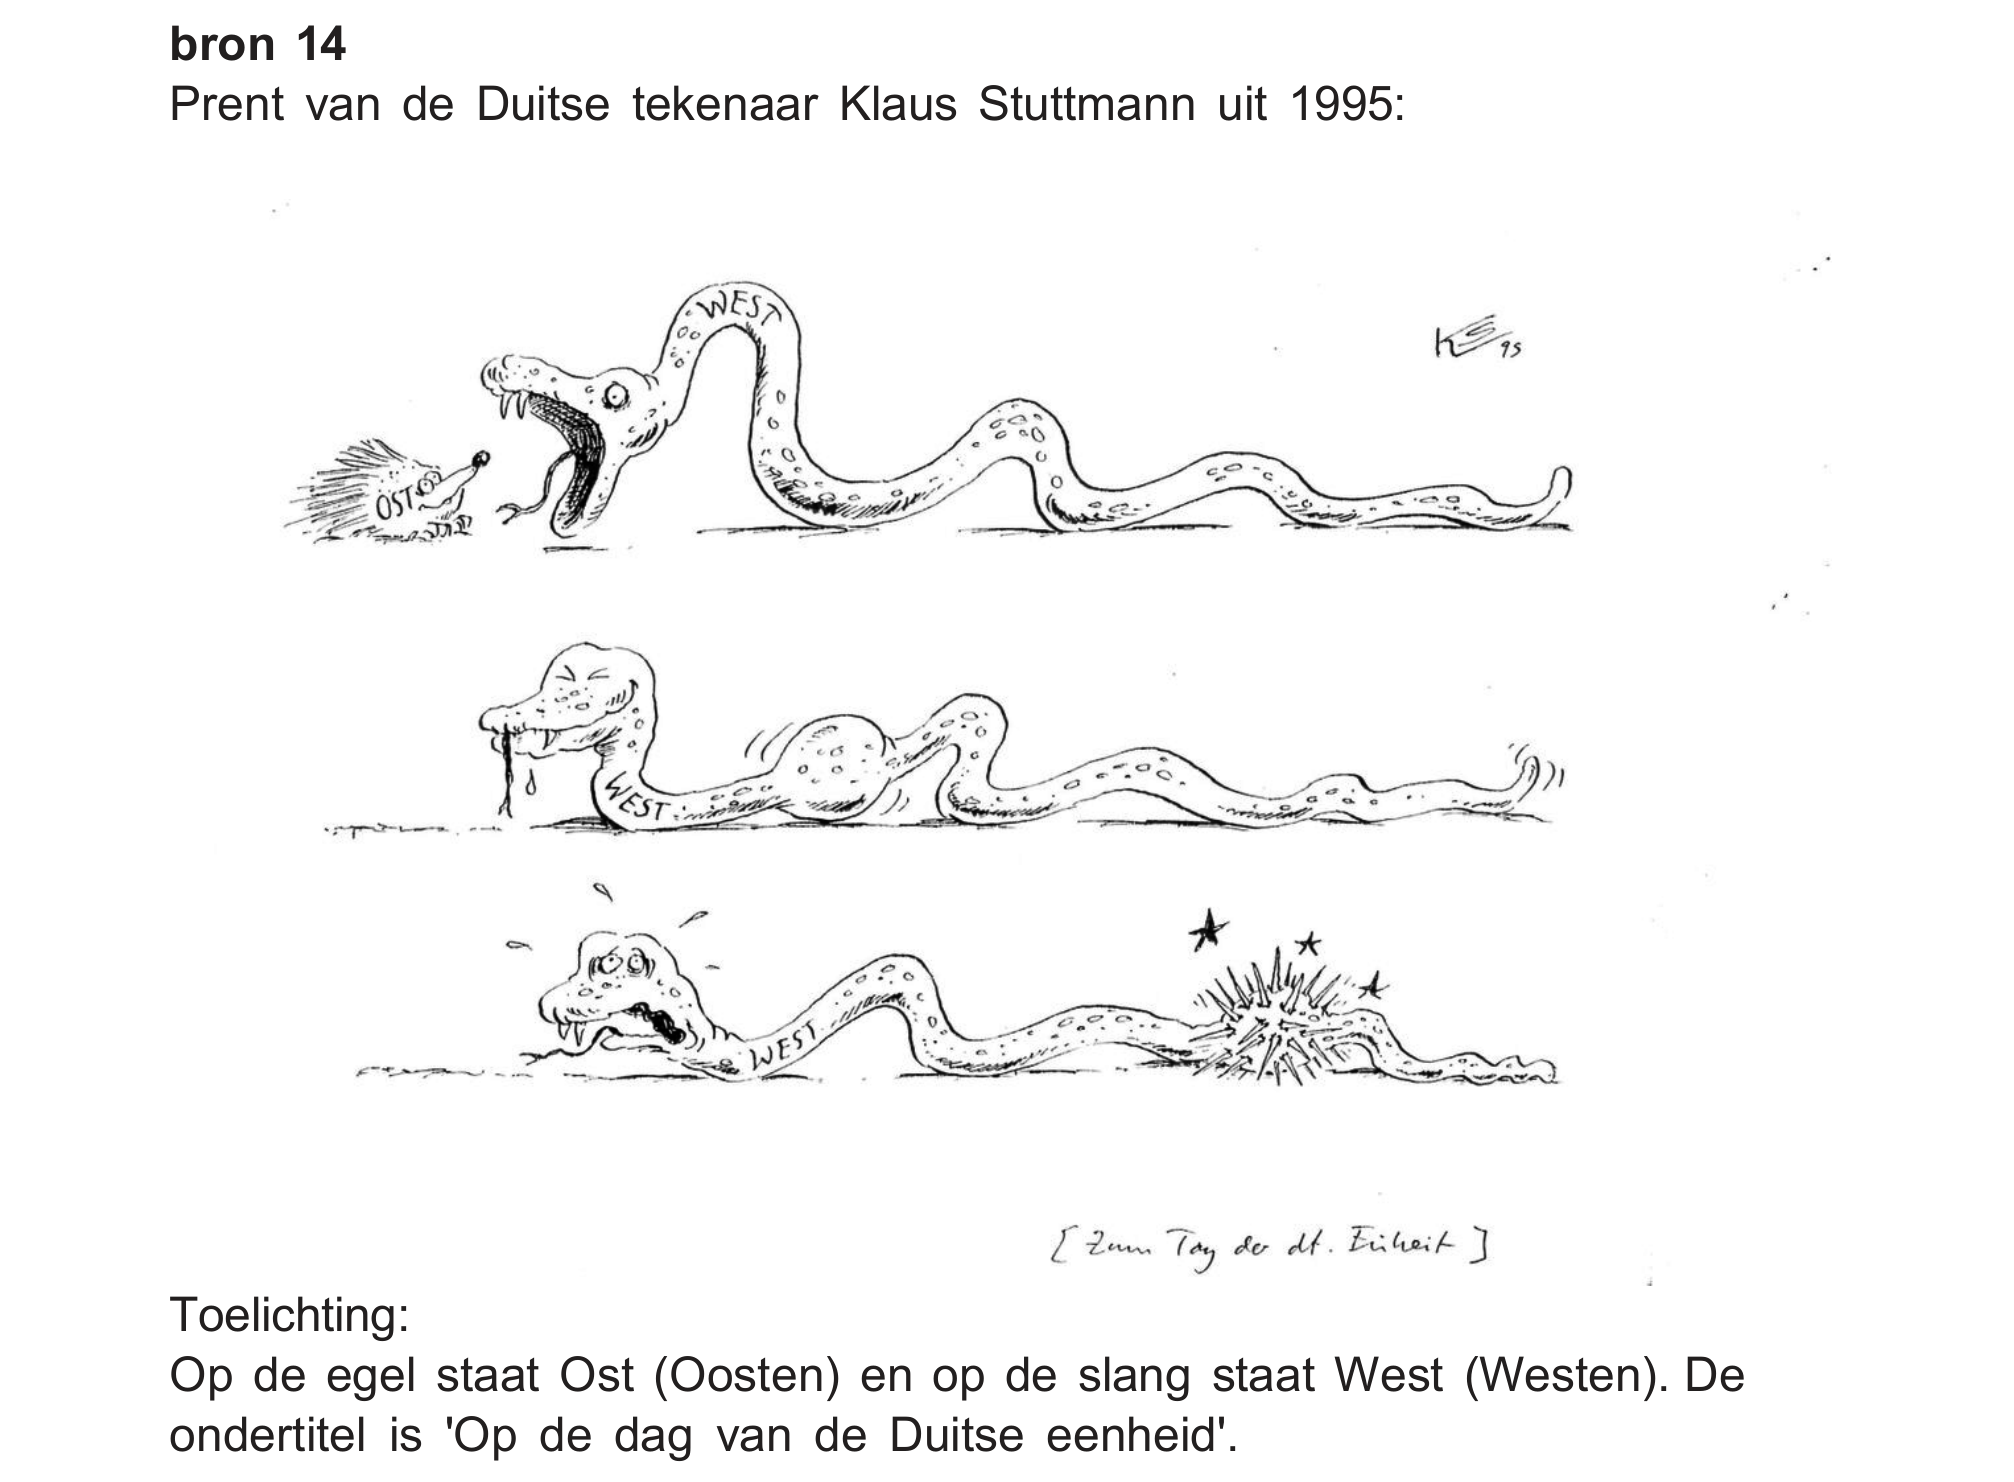 bron 14
Prent van de Duitse tekenaar Klaus Stuttmann uit 1995:
WEST
KS 95
OST
WEST
WEST
[Zum Tag der dt. Einheit]
Toelichting:
Op de egel staat Ost (Oosten) en op de slang staat West (Westen). De
ondertitel is 'Op de dag van de Duitse eenheid'.